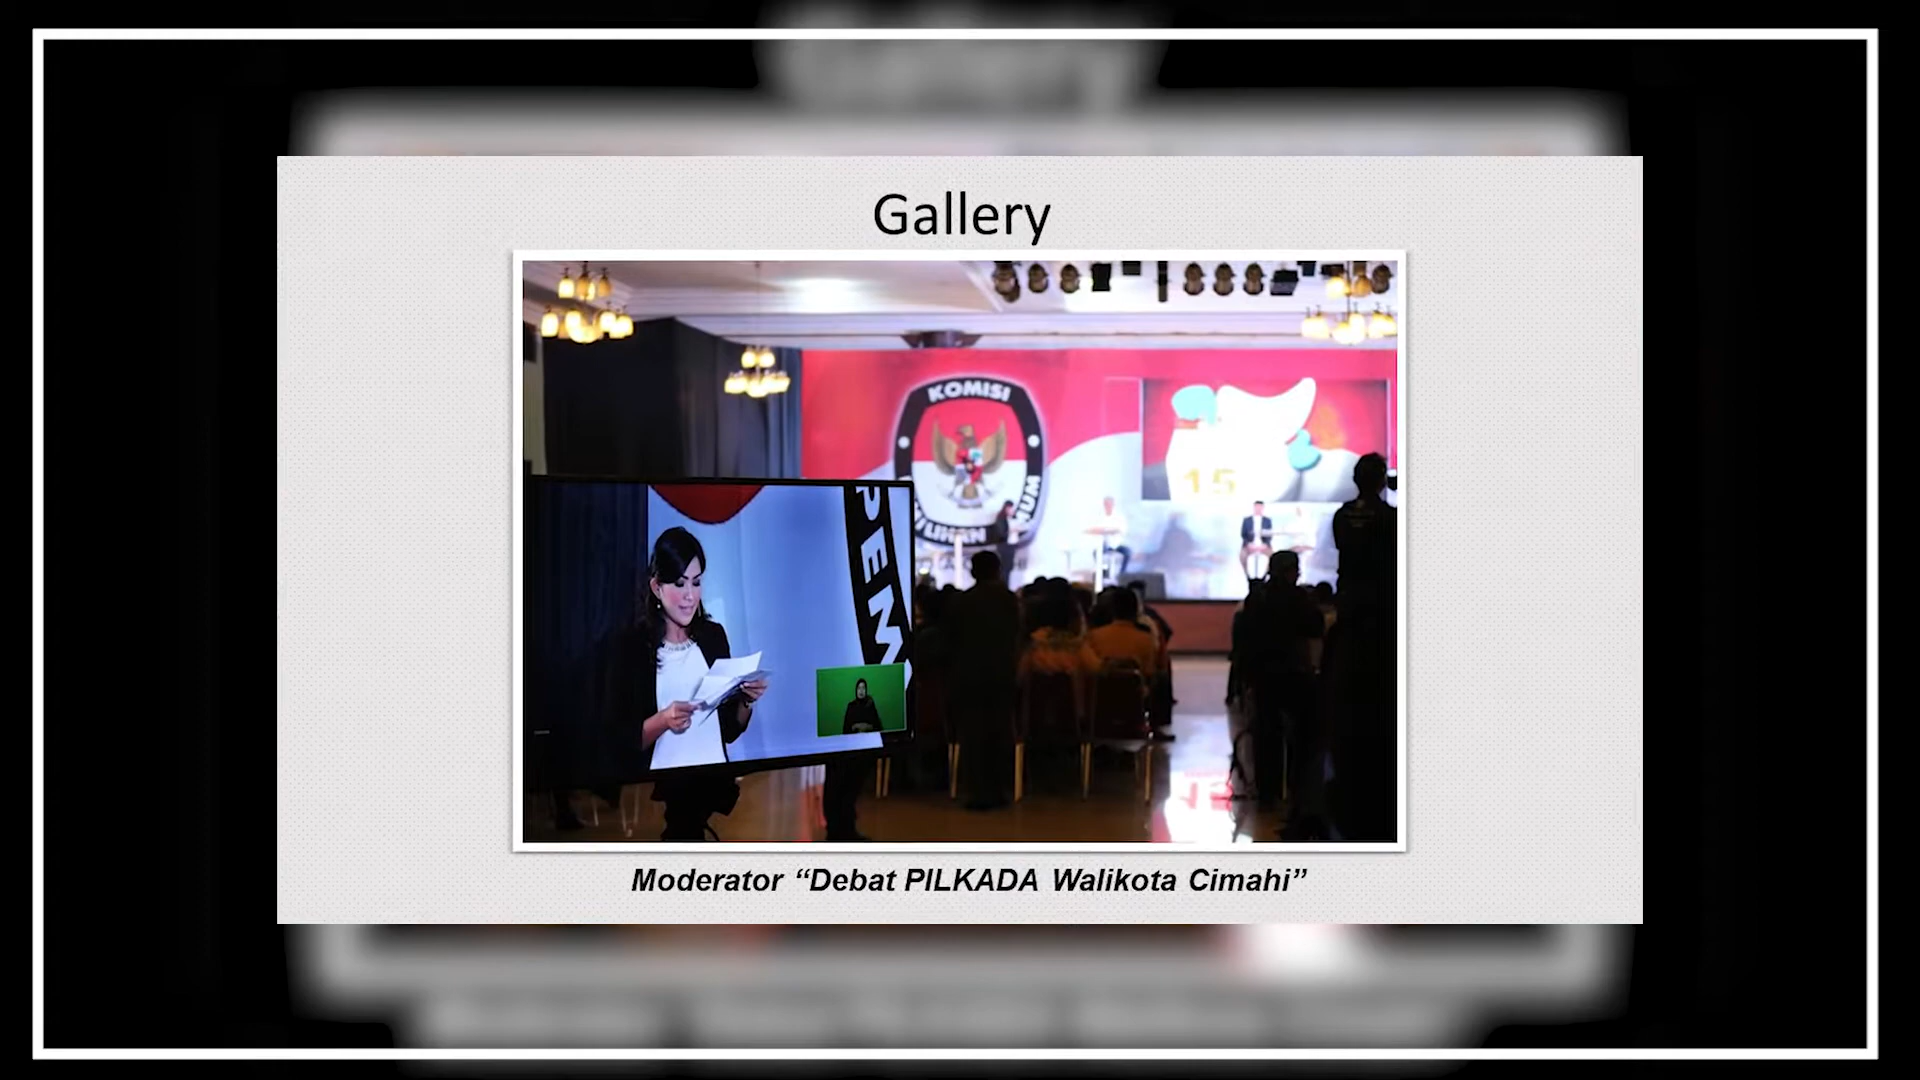 Gallery
KOMISI
PEMILIHAN UMUM
15
PEM
Moderator “Debat PILKADA Walikota Cimahi”